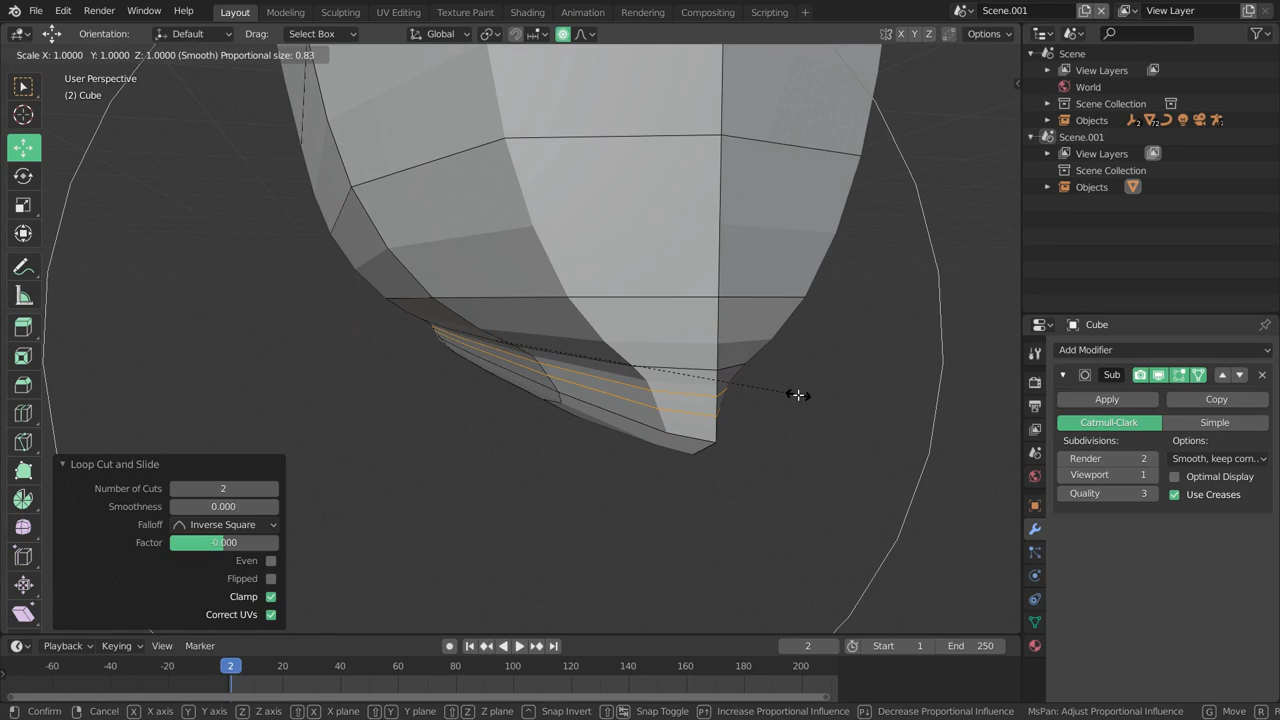 File Edit Render Window Help Layout Modeling Sculpting UV Editing Texture Paint Shading Animation Rendering Compositing Scripting + Scene.001 View Layer
Orientation: Default Drag: Select Box Global X Y Z Options
Scale X: 1.0000 Y: 1.0000 Z: 1.0000 (Smooth) Proportional size: 0.83
User Perspective
(2) Cube
Scene
View Layers
World
Scene Collection
Objects 2 72
Scene.001
View Layers
Scene Collection
Objects
Cube
Add Modifier
Sub
Apply Copy
Catmull-Clark Simple
Subdivisions: Options:
Render 2 Smooth, keep corn..
Viewport 1 Optimal Display
Quality 3 Use Creases
Loop Cut and Slide
Number of Cuts 2
Smoothness 0.000
Falloff Inverse Square
Factor -0.000
Even
Flipped
Clamp
Correct UVs
Playback Keying View Marker 2 Start 1 End 250
-60 -40 -20 2 20 40 60 80 100 120 140 160 180 200
Confirm Cancel X X axis Y Y axis Z Z axis X X plane Y Y plane Z Z plane Snap Invert Snap Toggle Increase Proportional Influence Decrease Proportional Influence MsPan: Adjust Proportional Influence G Move R